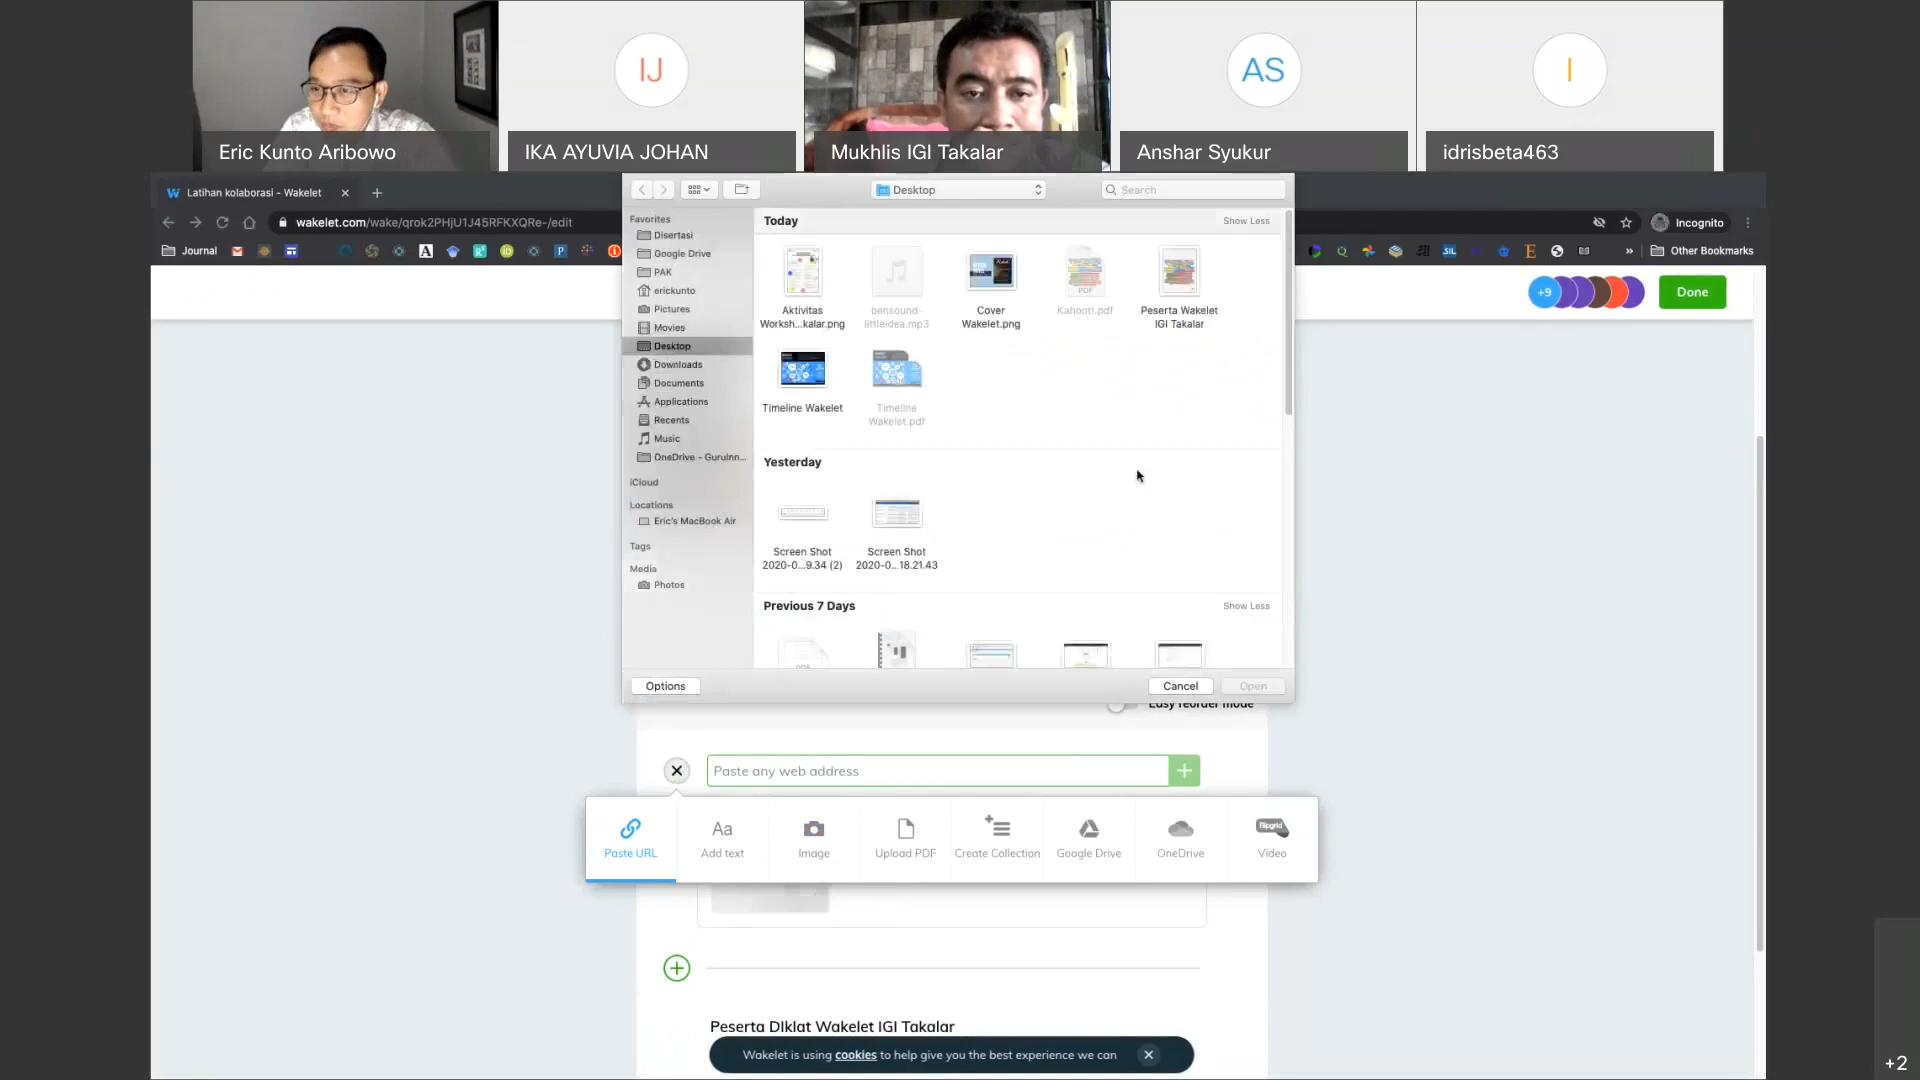 IJ
AS
I
Eric Kunto Aribowo
IKA AYUVIA JOHAN
Mukhlis IGI Takalar
Anshar Syukur
idrisbeta463
Latihan kolaborasi - Wakelet
Desktop
Search
wakelet.com/wake/qrok2PHjU1J45RFKXQRe-/edit
Incognito
Journal
SIL
Other Bookmarks
+9
Done
Favorites
Disertasi
Google Drive
PAK
erickunto
Pictures
Movies
Desktop
Downloads
Documents
Applications
Recents
Music
OneDrive - GuruInn...
iCloud
Locations
Eric's MacBook Air
Tags
Media
Photos
Today
Show Less
Aktivitas
Worksh...kalar.png
bensound-
littleidea.mp3
Cover
Wakelet.png
PDF
Kahoot!.pdf
Peserta Wakelet
IGI Takalar
Timeline Wakelet
Timeline
Wakelet.pdf
Yesterday
Screen Shot
2020-0...9.34 (2)
Screen Shot
2020-0... 18.21.43
Previous 7 Days
Show Less
Options
Cancel
Open
Easy reorder mode
Paste any web address
Paste URL
Aa
Add text
Image
Upload PDF
Create Collection
Google Drive
OneDrive
Flipgrid
Video
Peserta DIklat Wakelet IGI Takalar
Wakelet is using cookies to help give you the best experience we can
+2